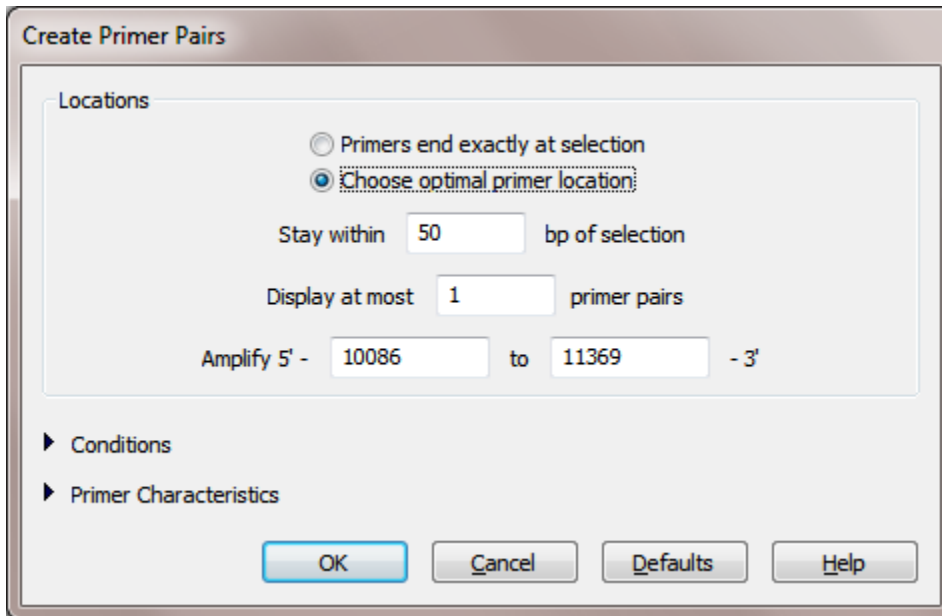 Create Primer Pairs
Locations
Primers end exactly at selection
Choose optimal primer location
Stay within 50 bp of selection
Display at most 1 primer pairs
Amplify 5' - 10086 to 11369 - 3'
Conditions
Primer Characteristics
OK Cancel Defaults Help